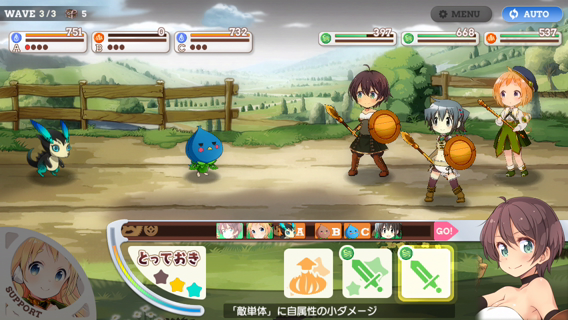 WAVE 3/3 5
MENU
AUTO
751
A
0
B
732
C
397
668
537
A B C GO!
とっておき
SUPPORT
「敵単体」に自属性の小ダメージ